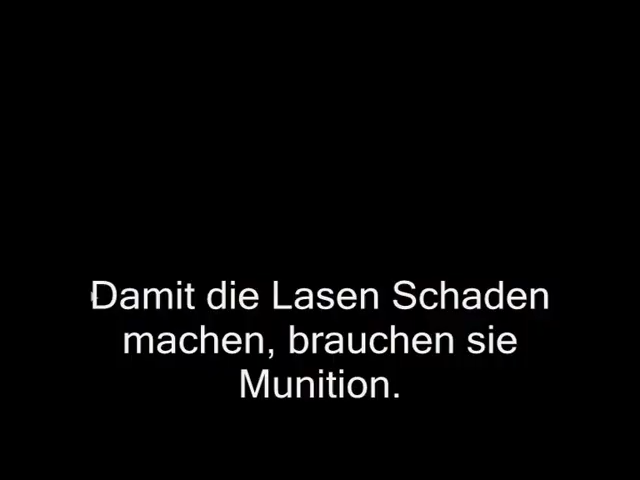 Damit die Lasen Schaden
machen, brauchen sie
Munition.